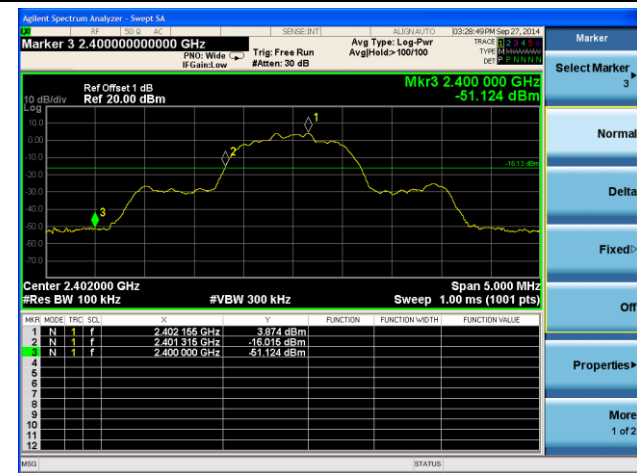 Agilent Spectrum Analyzer - Swept SA
RF 50 Ω AC SENSE:INT ALIGN AUTO 03:28:49 PM Sep 27, 2014
Marker 3 2.400000000000 GHz
PNO: Wide
IFGain:Low
Trig: Free Run
#Atten: 30 dB
Avg Type: Log-Pwr
Avg|Hold:> 100/100
TRACE 1 2 3 4 5 6
TYPE
DET P P N N N N
Ref Offset 1 dB
Ref 20.00 dBm
Mkr3 2.400 000 GHz
-51.124 dBm
10 dB/div
Log
10.0
0.00
-10.0
-20.0
-30.0
-40.0
-50.0
-60.0
-70.0
1
2
3
-16.13 dBm
Center 2.402000 GHz Span 5.000 MHz
#Res BW 100 kHz #VBW 300 kHz Sweep 1.00 ms (1001 pts)
MKR MODE TRC SCL X Y FUNCTION FUNCTION WIDTH FUNCTION VALUE
1 N 1 f 2.402 155 GHz 3.874 dBm
2 N 1 f 2.401 315 GHz -16.015 dBm
3 N 1 f 2.400 000 GHz -51.124 dBm
4
5
6
7
8
9
10
11
12
MSG STATUS
Marker
Select Marker
3
Normal
Delta
Fixed
Off
Properties
More
1 of 2